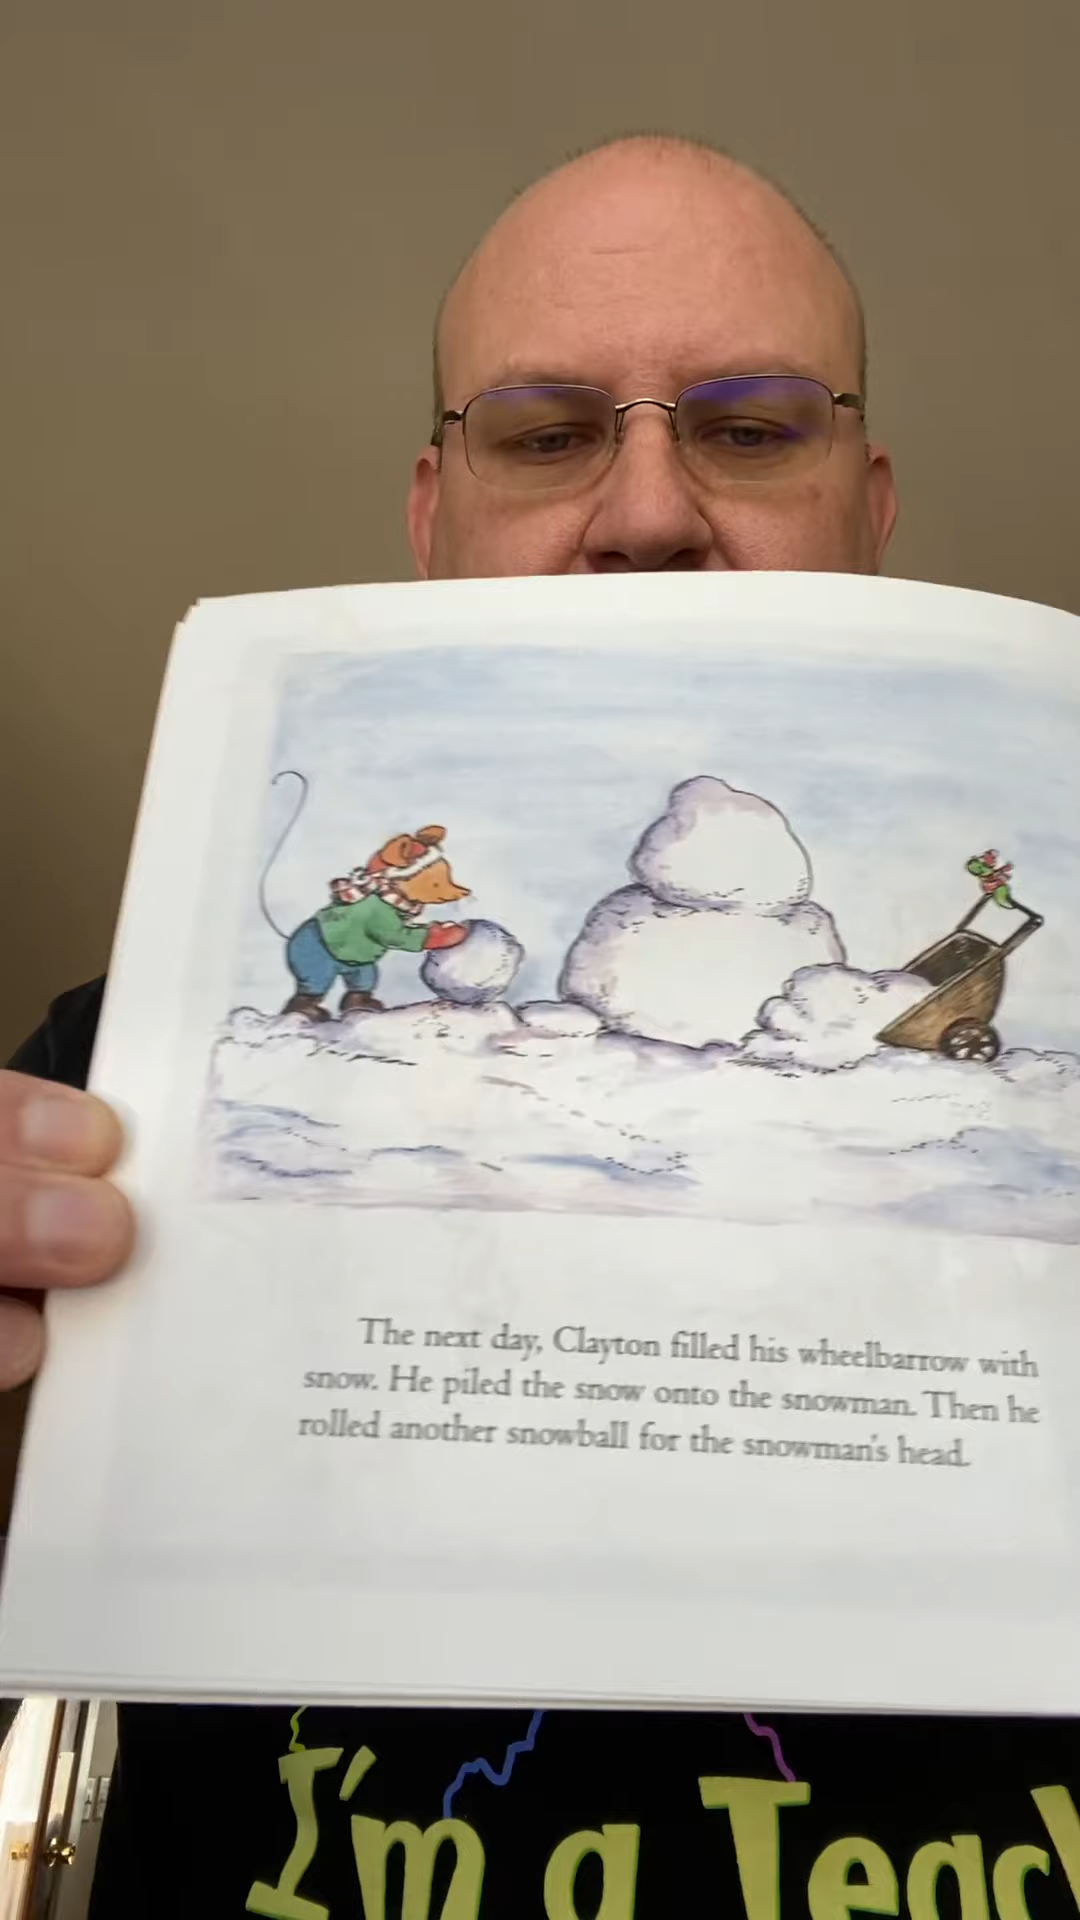 The next day, Clayton filled his wheelbarrow with
snow. He piled the snow onto the snowman. Then he
rolled another snowball for the snowman's head.
I'm a Teach